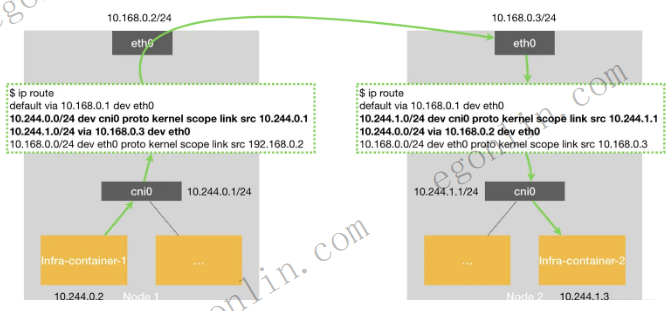 10.168.0.2/24
eth0
$ ip route
default via 10.168.0.1 dev eth0
10.244.0.0/24 dev cni0 proto kernel scope link src 10.244.0.1
10.244.1.0/24 via 10.168.0.3 dev eth0
10.168.0.0/24 dev eth0 proto kernel scope link src 192.168.0.2
cni0
10.244.0.1/24
Infra-container-1
...
10.244.0.2
Node 1
10.168.0.3/24
eth0
$ ip route
default via 10.168.0.1 dev eth0
10.244.1.0/24 dev cni0 proto kernel scope link src 10.244.1.1
10.244.0.0/24 via 10.168.0.2 dev eth0
10.168.0.0/24 dev eth0 proto kernel scope link src 10.168.0.3
10.244.1.1/24
cni0
...
Infra-container-2
Node 2
10.244.1.3
egonlin.com